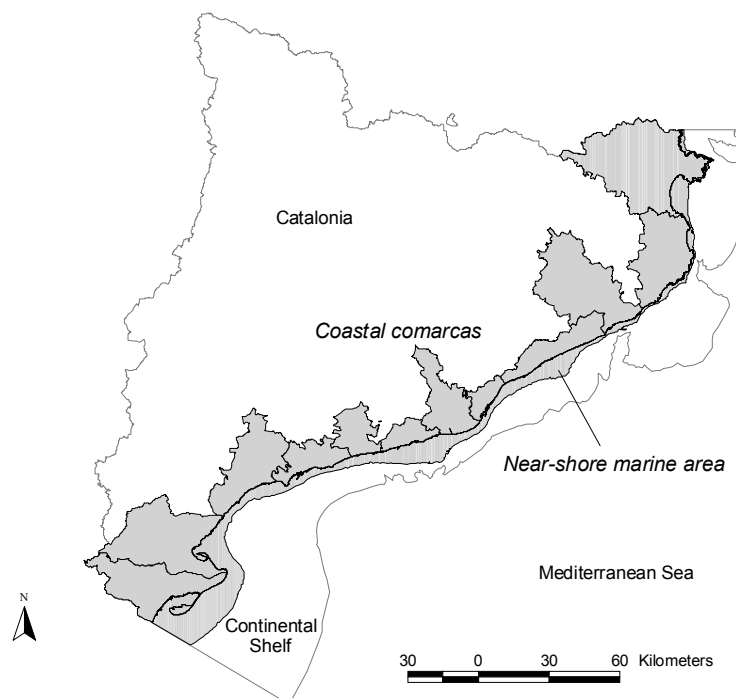 Catalonia
Coastal comarcas
Near-shore marine area
Mediterranean Sea
N
Continental
Shelf
30 0 30 60 Kilometers